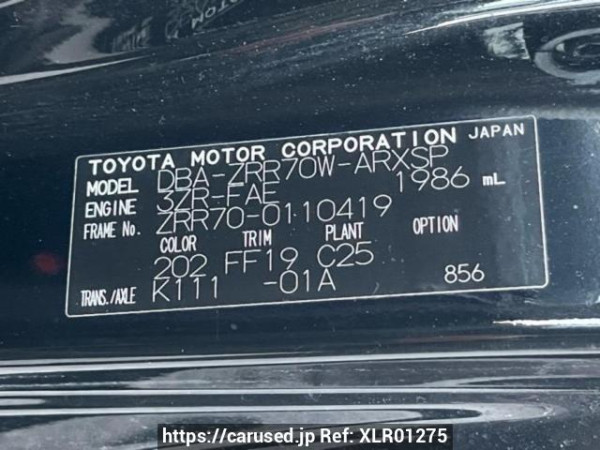 TOYOTA MOTOR CORPORATION JAPAN
MODEL DBA-ZRR70W-ARXSP
ENGINE 3ZR-FAE 1986 mL
FRAME No. ZRR70-0110419
COLOR TRIM PLANT OPTION
202 FF19 C25
TRANS./AXLE K111 -01A 856
https://carused.jp Ref: XLR01275